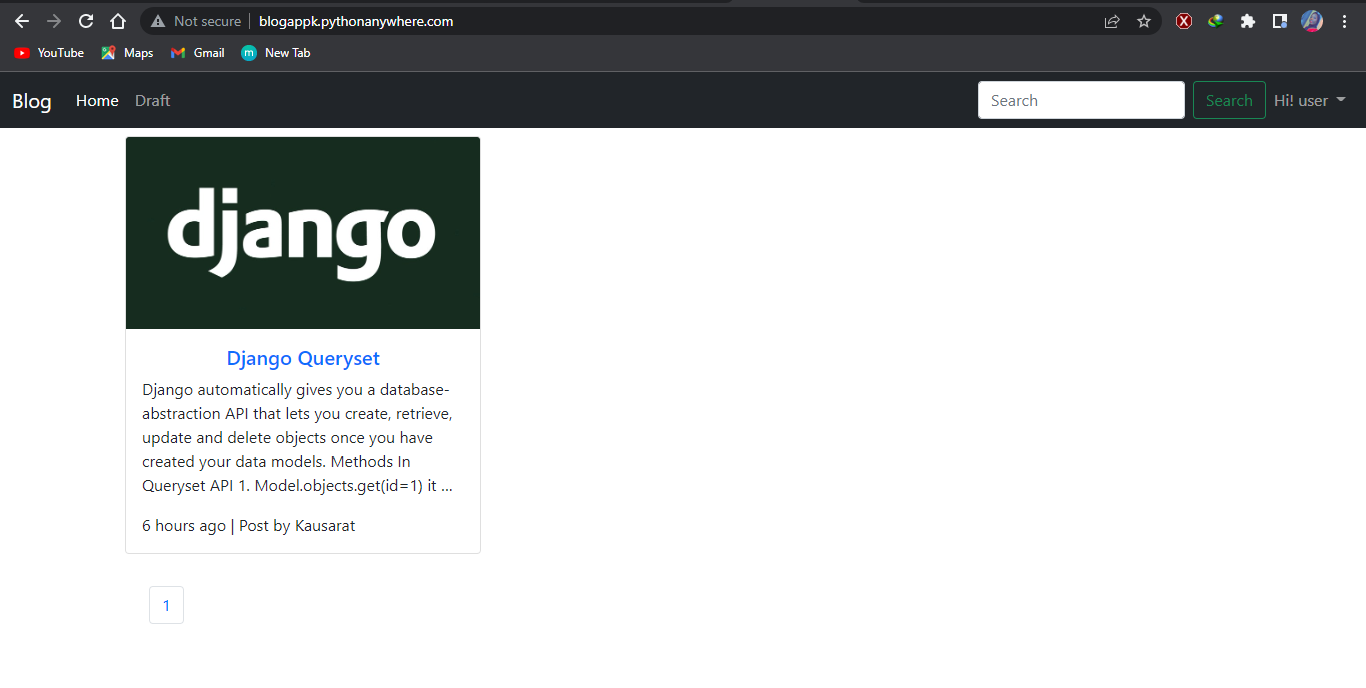 Not secure blogappk.pythonanywhere.com
YouTube Maps Gmail m New Tab
Blog Home Draft Search Search Hi! user
django
Django Queryset
Django automatically gives you a database-
abstraction API that lets you create, retrieve,
update and delete objects once you have
created your data models. Methods In
Queryset API 1. Model.objects.get(id=1) it ...
6 hours ago | Post by Kausarat
1